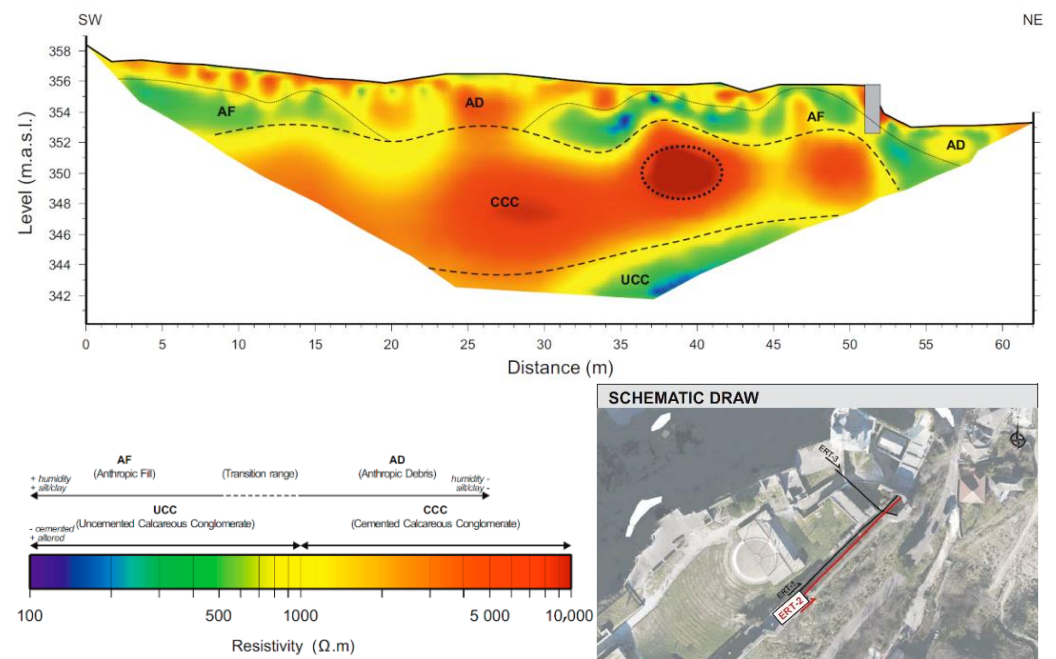 SW
NE
358
356
354
352
350
348
346
344
342
Level (m.a.s.l.)
AF
AD
AF
AD
CCC
UCC
0 5 10 15 20 25 30 35 40 45 50 55 60
Distance (m)
AF
(Anthropic Fill)
(Transition range)
AD
(Anthropic Debris)
+ humidity
+ silt/clay
humidity -
silt/clay -
UCC
(Uncemented Calcareous Conglomerate)
CCC
(Cemented Calcareous Conglomerate)
- cemented
+ altered
100 500 1000 5 000 10,000
Resistivity (Ω.m)
SCHEMATIC DRAW
ERT-3
ERT-1
ERT-2